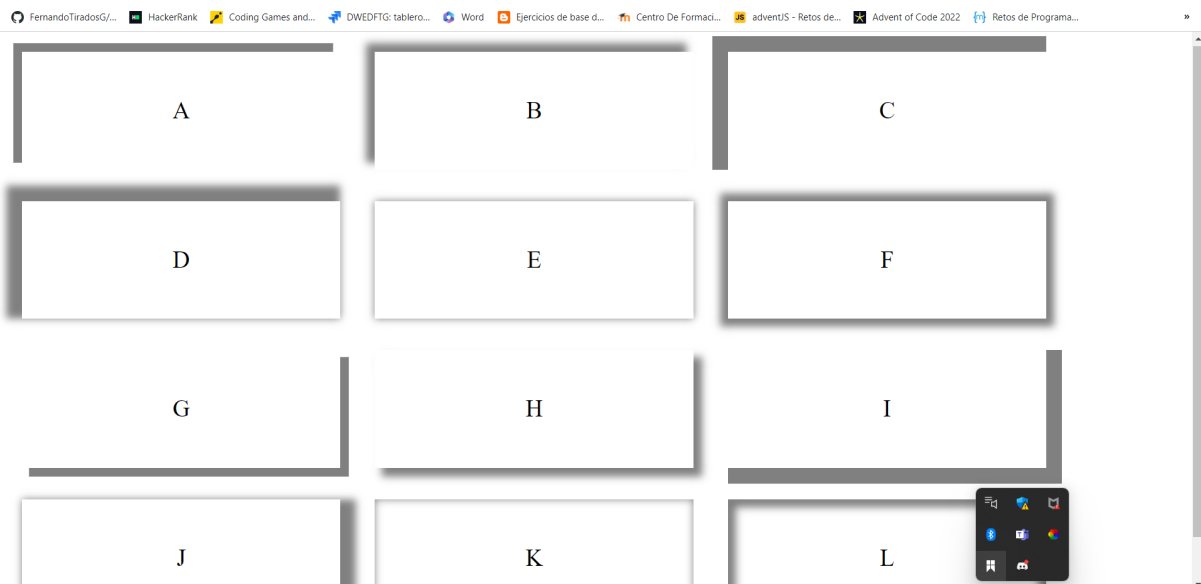 FernandoTiradosG/... HackerRank Coding Games and... DWEDFTG: tablero... Word Ejercicios de base d... Centro De Formaci... JS adventJS - Retos de... Advent of Code 2022 {m} Retos de Programa... »
A B C
D E F
G H I
J K L